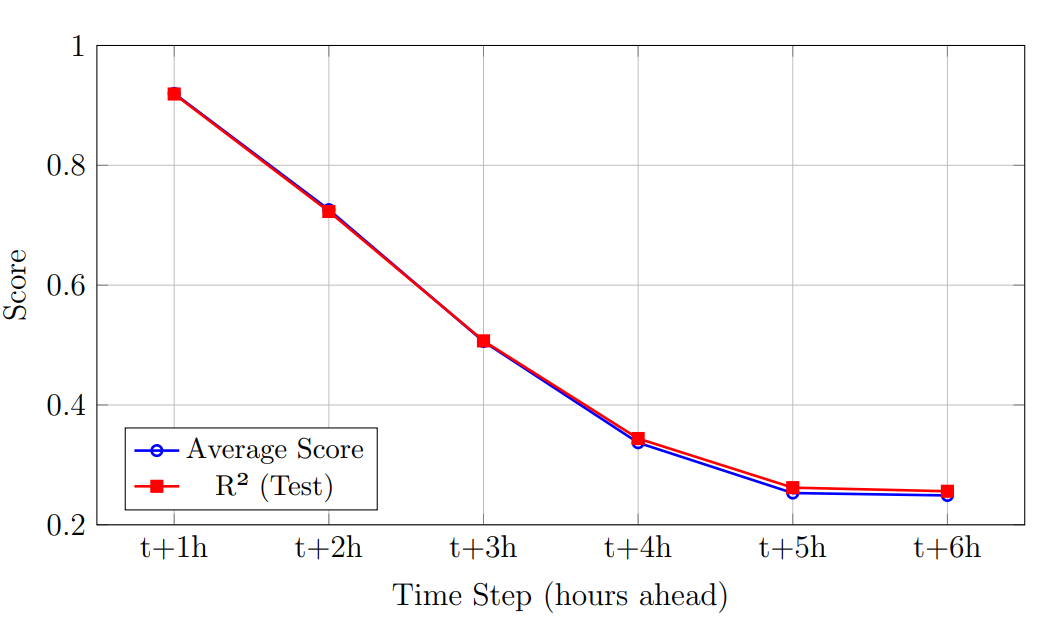 1
0.8
0.6
0.4
0.2
Score
Average Score
R² (Test)
t+1h t+2h t+3h t+4h t+5h t+6h
Time Step (hours ahead)